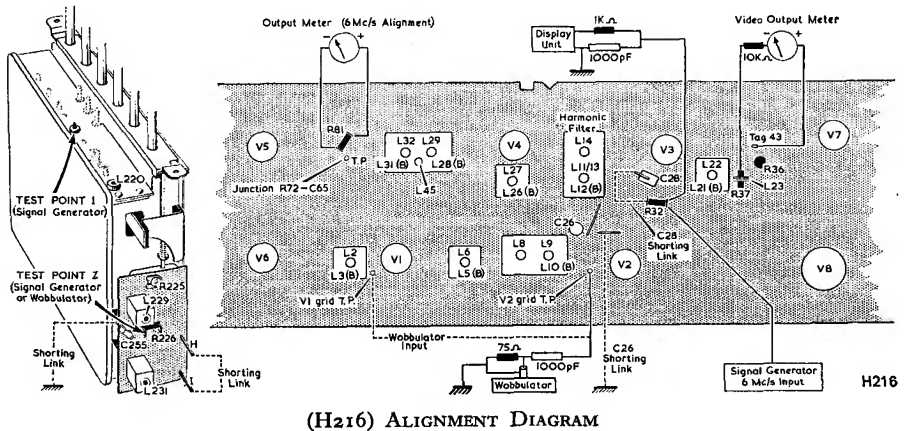 Output Meter (6Mc/s Alignment)
- +
1K Ω
Display Unit
1000pF
Video Output Meter
- +
10KΩ
L220
TEST POINT 1
(Signal Generator)
TEST POINT 2
(Signal Generator
or Wobbulator)
R225
L229
R226
C255
H
I
L231
Shorting Link
Shorting Link
R81
T.P.
V5
Junction R72-C65
L32 L29
L31(B) L28(B)
L45
V4
L27
L26(B)
Harmonic Filter
L14
L11/13
L12(B)
V3
C28
R32
L22
L21(B)
Tag 43
R36
L23
R37
V7
C28
Shorting
Link
C26
V6
L2
L3(B)
V1
L6
L5(B)
L8 L9
L10(B)
V2
V8
V1 grid T.P.
V2 grid T.P.
Wobbulator
Input
75Ω
1000pF
Wobbulator
C26
Shorting
Link
Signal Generator
6 Mc/s Input
H216
(H216) Alignment Diagram